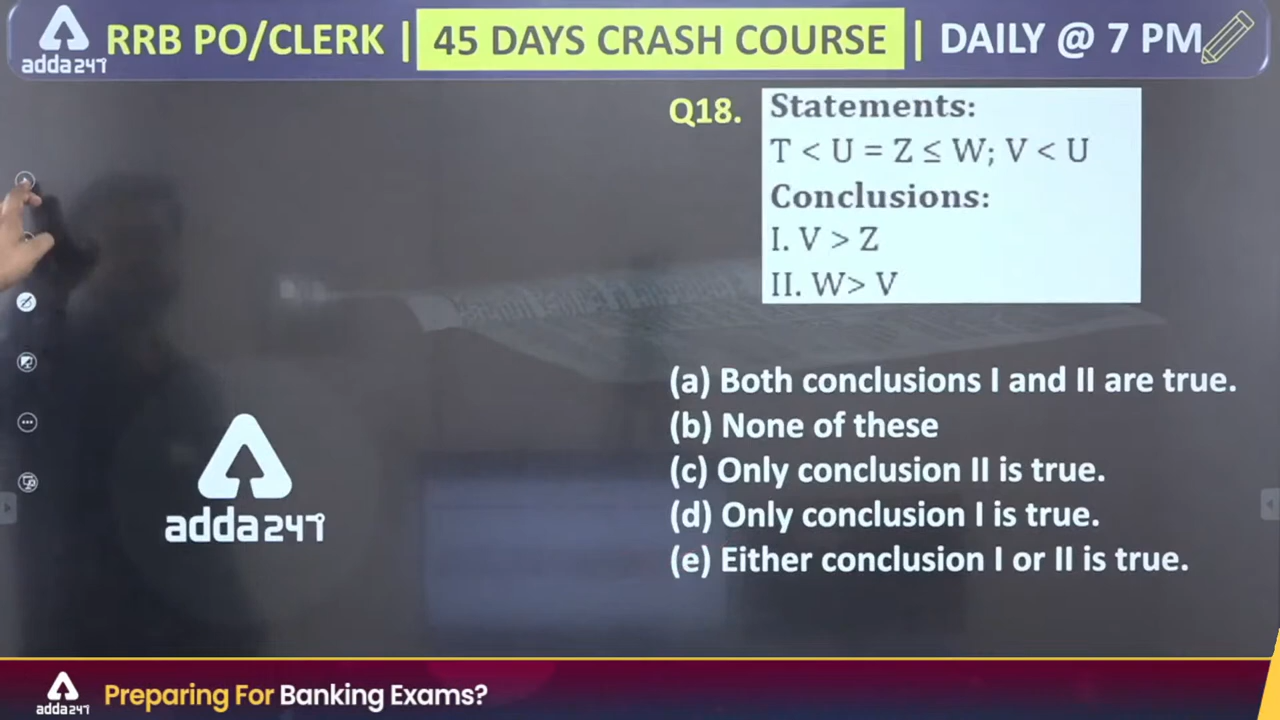 adda247
RRB PO/CLERK | 45 DAYS CRASH COURSE | DAILY @ 7 PM
Q18. Statements:
T < U = Z ≤ W; V < U
Conclusions:
I. V > Z
II. W> V
(a) Both conclusions I and II are true.
(b) None of these
(c) Only conclusion II is true.
(d) Only conclusion I is true.
(e) Either conclusion I or II is true.
adda247
adda247
Preparing For Banking Exams?